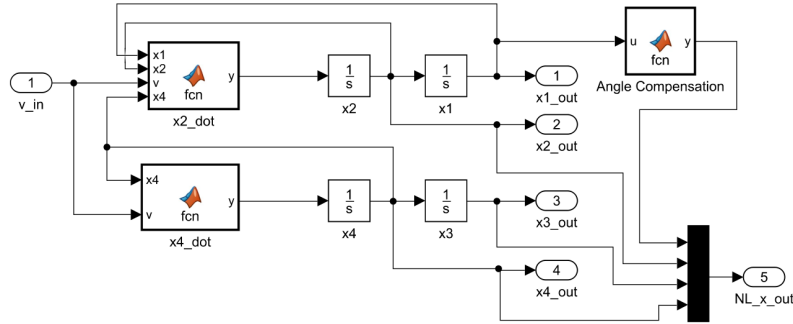 1
v_in
x1
x2
v
x4
fcn
y
x2_dot
1
s
x2
1
s
x1
1
x1_out
2
x2_out
u
fcn
y
Angle Compensation
x4
v
fcn
y
x4_dot
1
s
x4
1
s
x3
3
x3_out
4
x4_out
5
NL_x_out